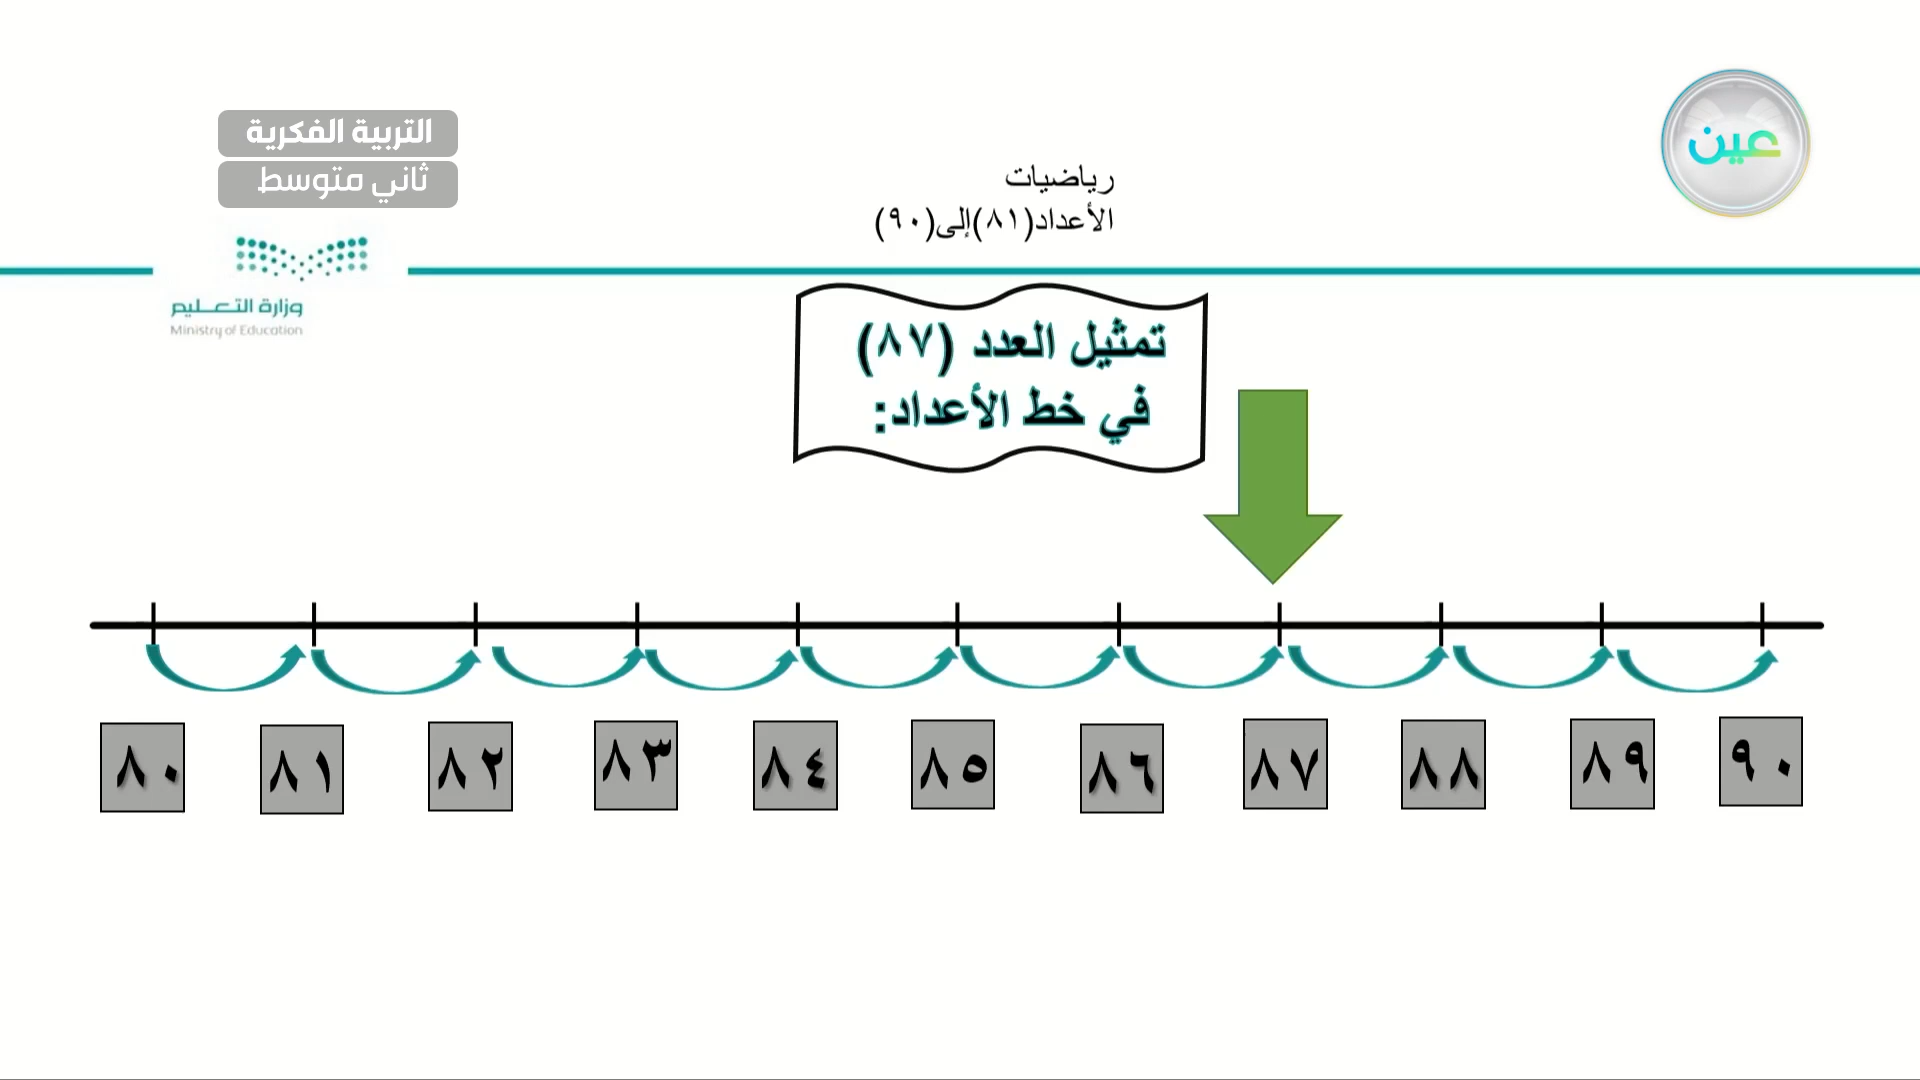 التربية الفكرية
ثاني متوسط
عين
رياضيات
الأعداد(٨١)إلى(٩٠)
وزارة التعليم
Ministry of Education
تمثيل العدد (٨٧)
في خط الأعداد:
٨٠ ٨١ ٨٢ ٨٣ ٨٤ ٨٥ ٨٦ ٨٧ ٨٨ ٨٩ ٩٠